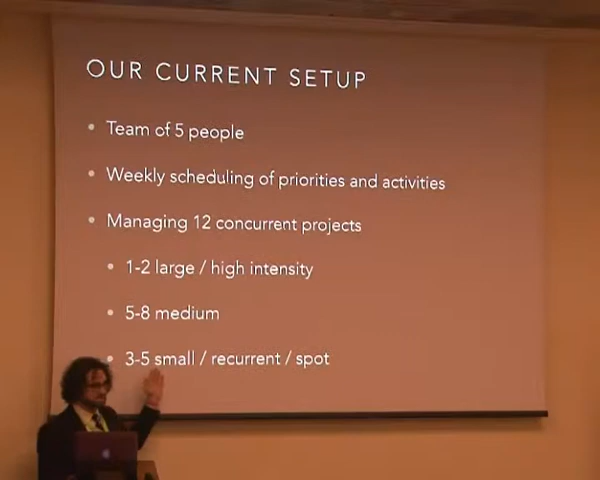 OUR CURRENT SETUP
• Team of 5 people
• Weekly scheduling of priorities and activities
• Managing 12 concurrent projects
• 1-2 large / high intensity
• 5-8 medium
• 3-5 small / recurrent / spot